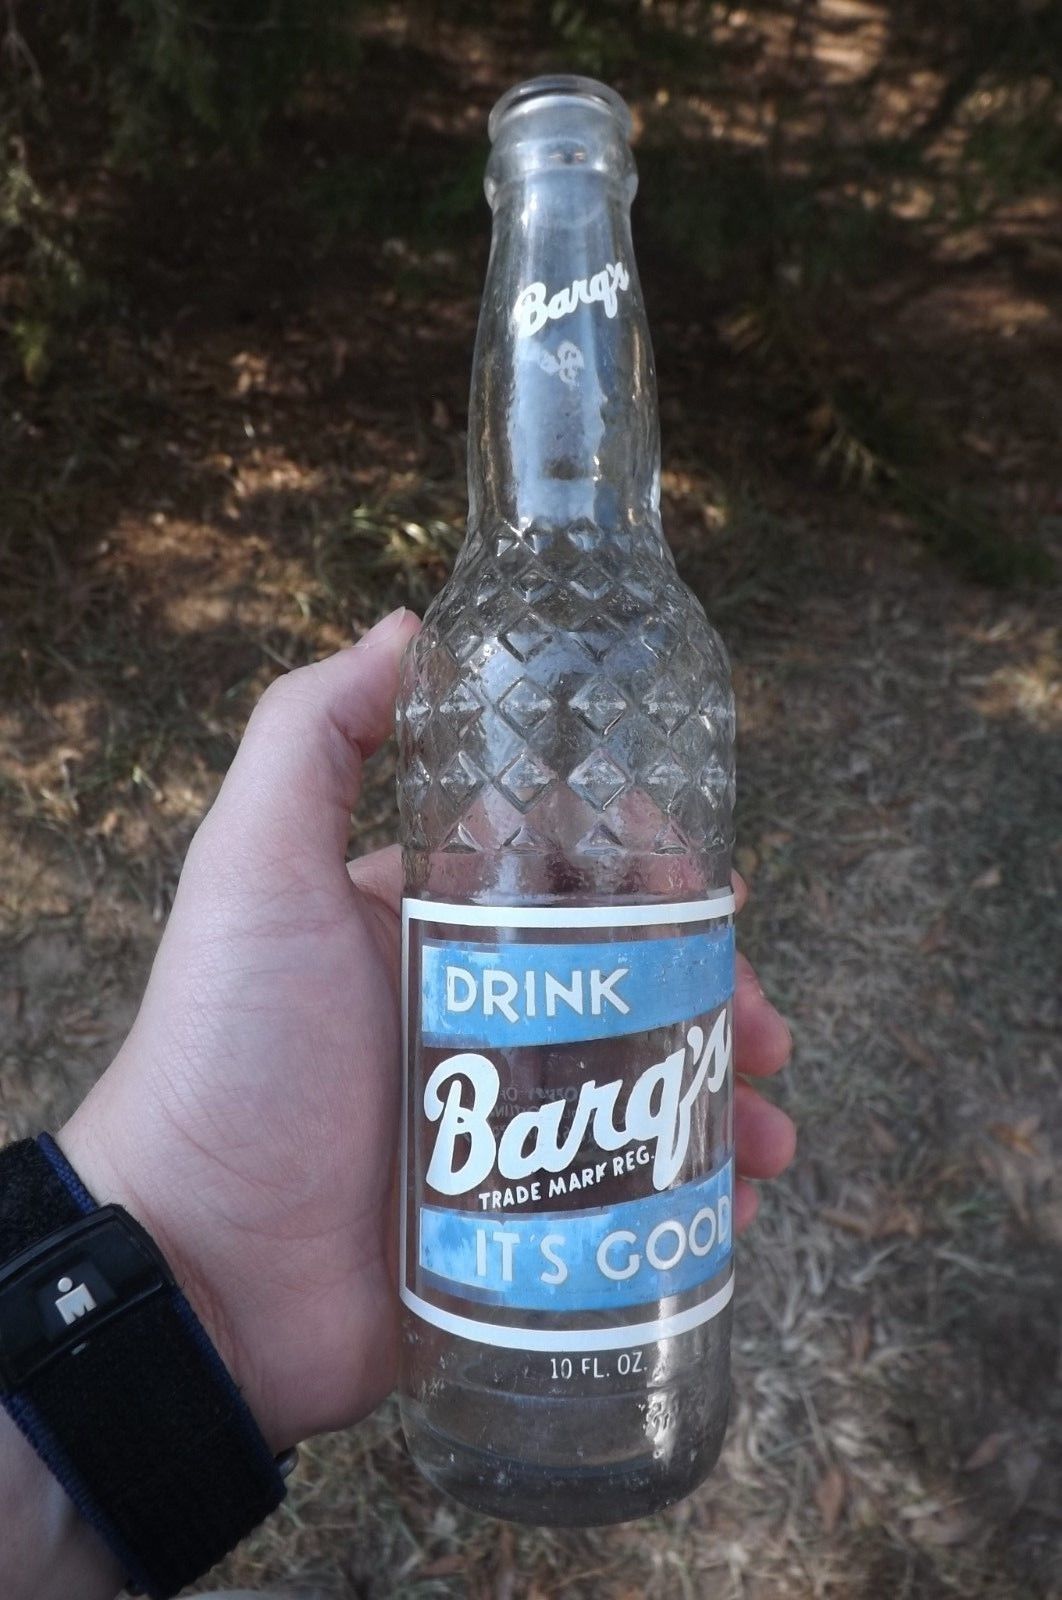 Barq's
DRINK
Barq's
TRADE MARK REG.
IT'S GOOD
10 FL. OZ.